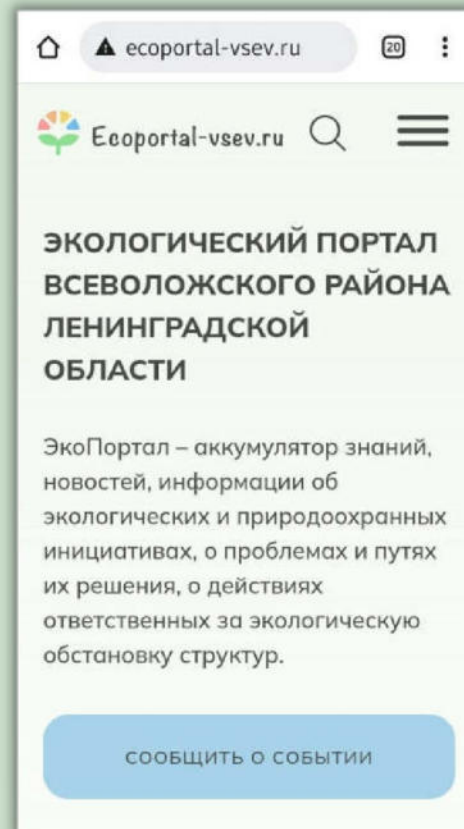 ecoportal-vsev.ru
20
Ecoportal-vsev.ru
ЭКОЛОГИЧЕСКИЙ ПОРТАЛ
ВСЕВОЛОЖСКОГО РАЙОНА
ЛЕНИНГРАДСКОЙ
ОБЛАСТИ
ЭкоПортал – аккумулятор знаний,
новостей, информации об
экологических и природоохранных
инициативах, о проблемах и путях
их решения, о действиях
ответственных за экологическую
обстановку структур.
СООБЩИТЬ О СОБЫТИИ